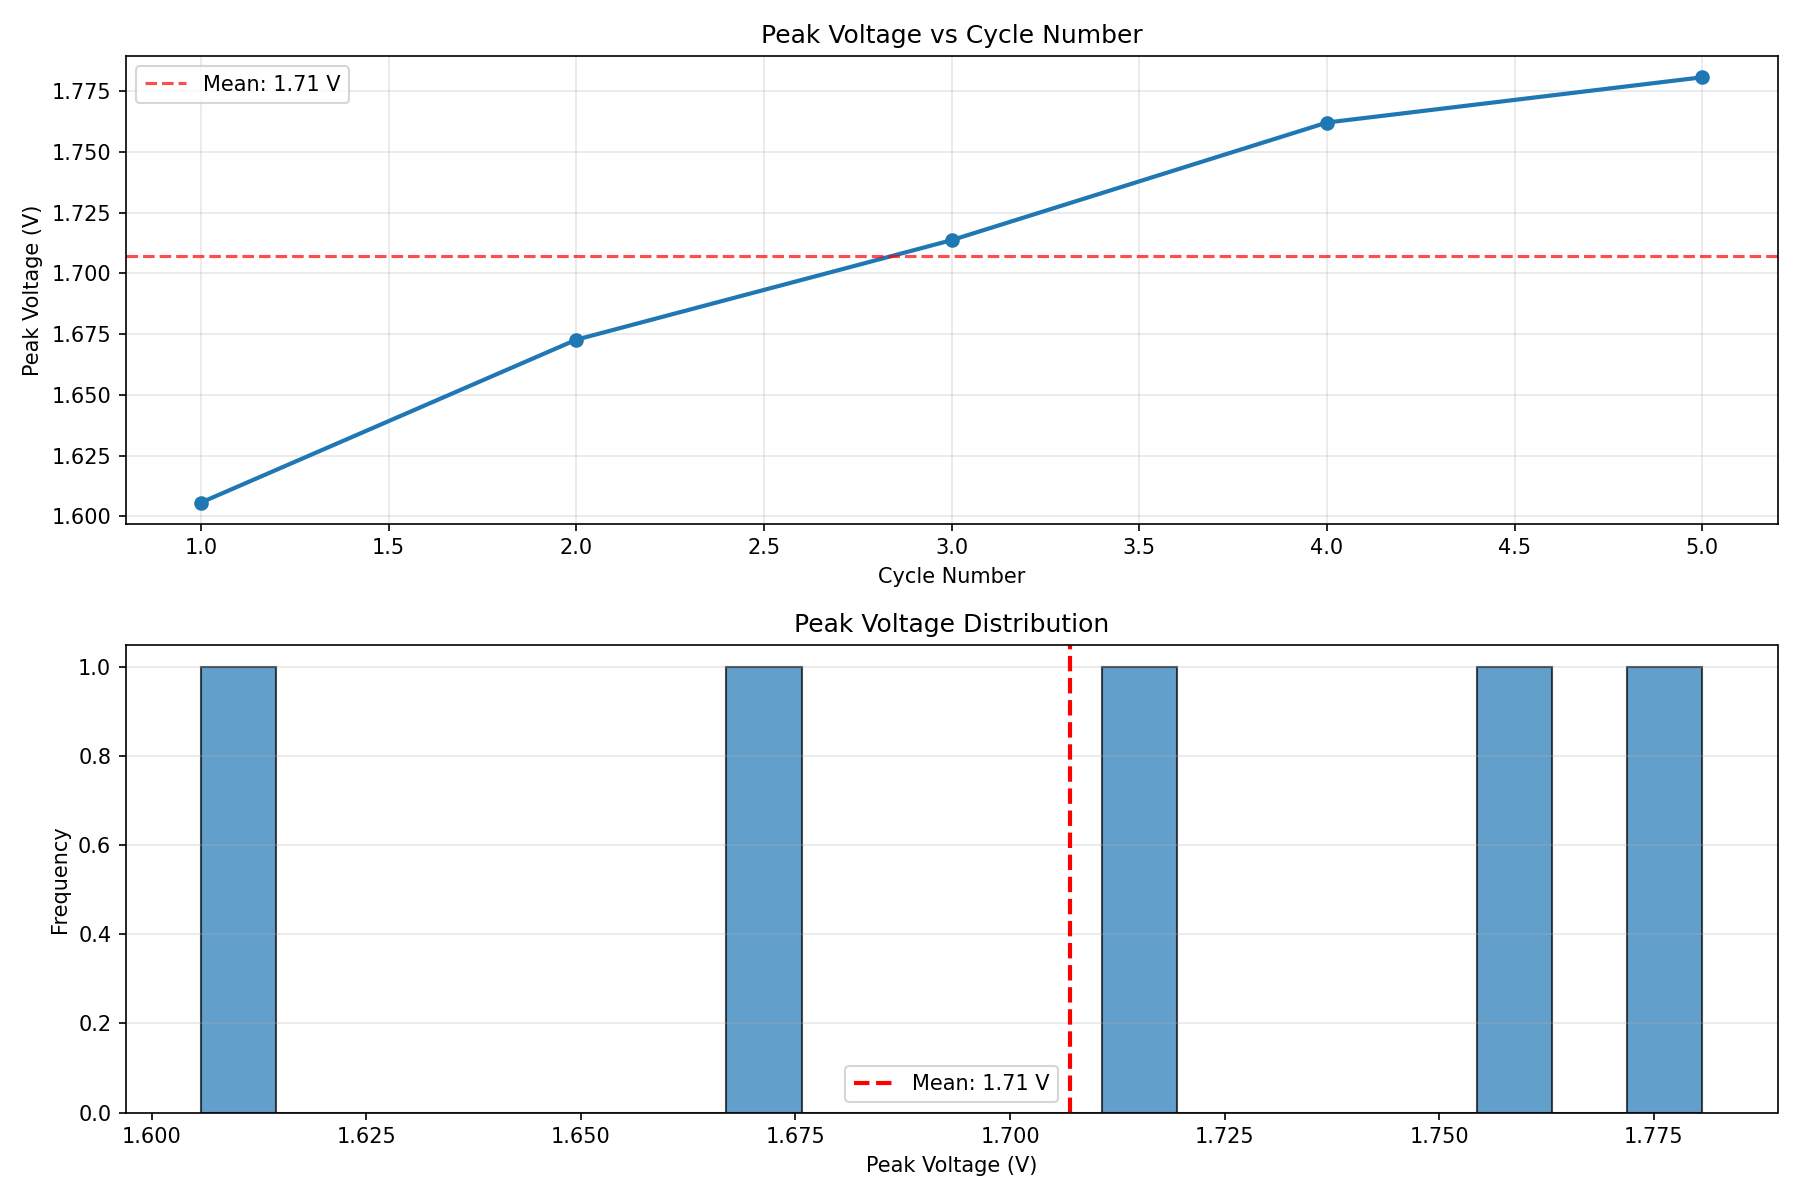 Peak Voltage vs Cycle Number
Mean: 1.71 V
Peak Voltage (V)
1.775
1.750
1.725
1.700
1.675
1.650
1.625
1.600
1.0 1.5 2.0 2.5 3.0 3.5 4.0 4.5 5.0
Cycle Number
Peak Voltage Distribution
Frequency
1.0
0.8
0.6
0.4
0.2
0.0
Mean: 1.71 V
1.600 1.625 1.650 1.675 1.700 1.725 1.750 1.775
Peak Voltage (V)